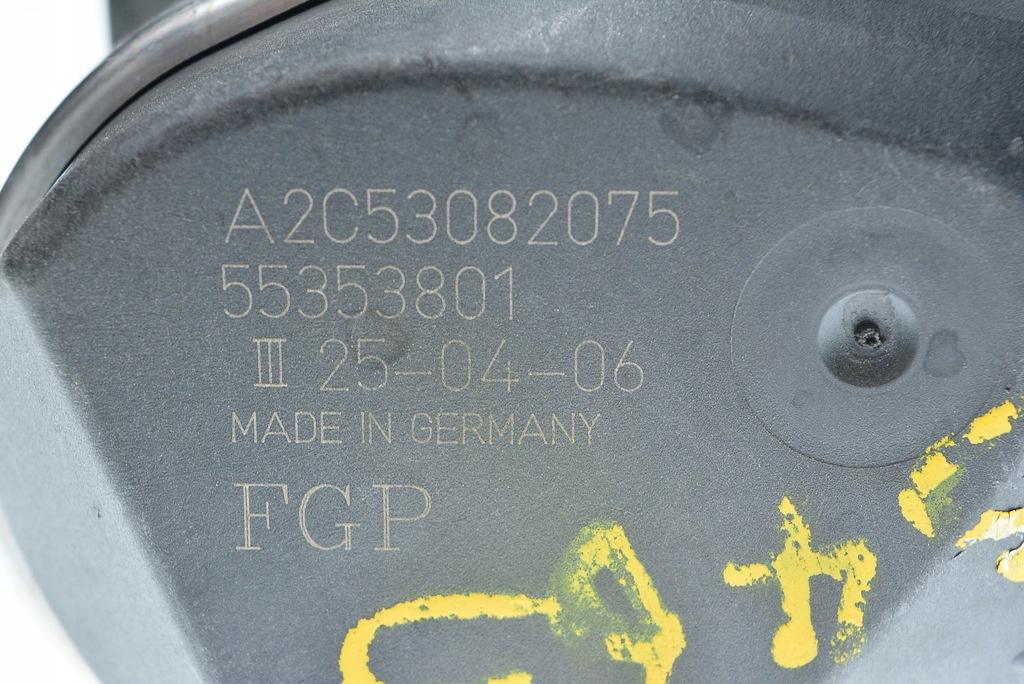 A2C53082075
55353801
III 25-04-06
MADE IN GERMANY
FGP